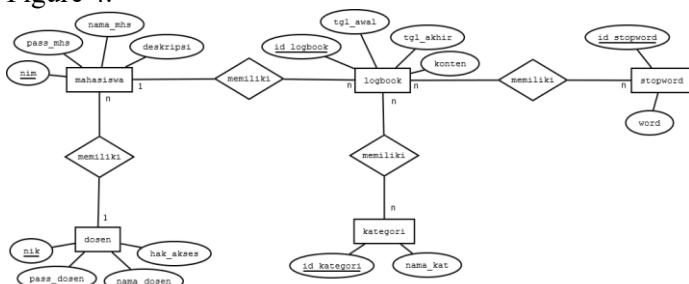 Figure 4.
nama_mhs
pass_mhs
deskripsi
nim
mahasiswa
1
memiliki
n
tgl_awal
id_logbook
tgl_akhir
konten
logbook
n
memiliki
n
id_stopword
stopword
word
n
memiliki
1
n
memiliki
n
dosen
nik
hak_akses
pass_dosen
nama_dosen
kategori
id_kategori
nama_kat